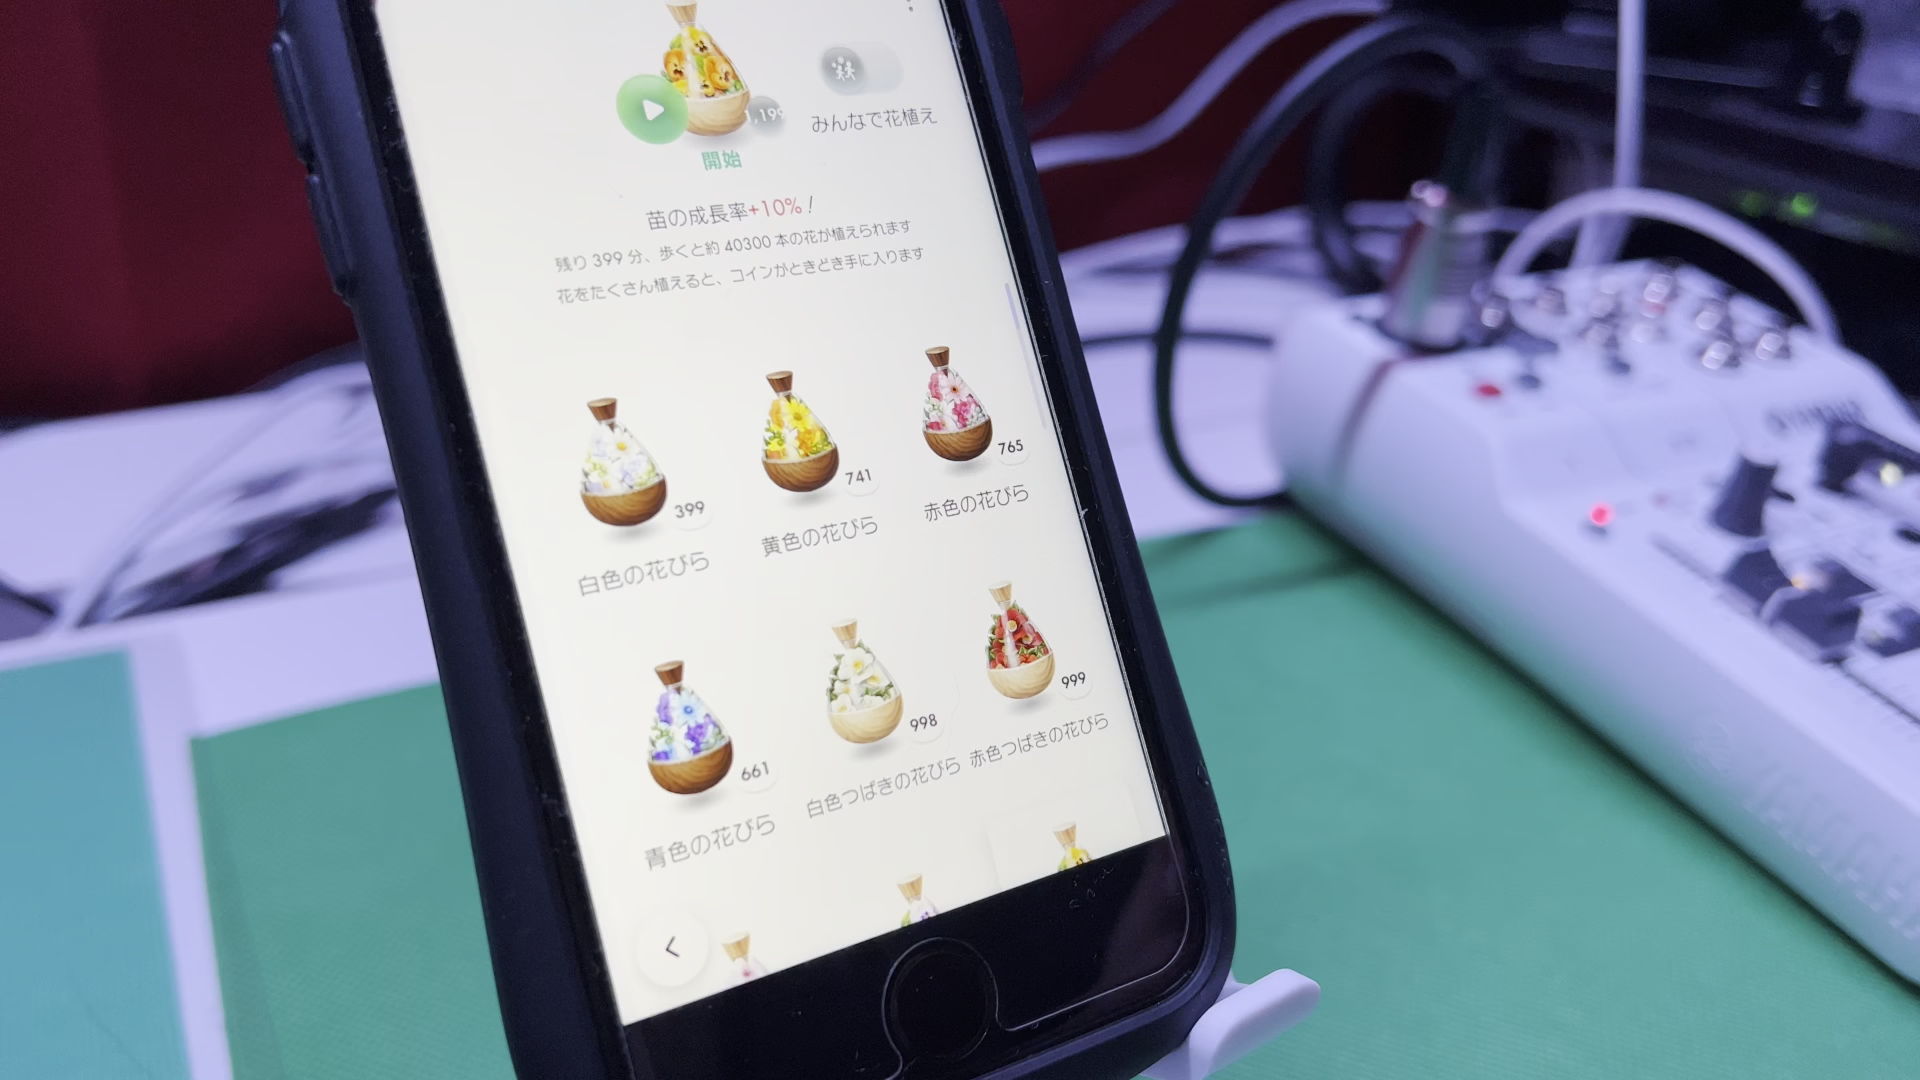 1,199
みんなで花植え
開始
苗の成長率+10%!
残り 399 分、歩くと約 40300 本の花が植えられます
花をたくさん植えると、コインがときどき手に入ります
399
741
765
白色の花びら
黄色の花びら
赤色の花びら
661
998
999
青色の花びら
白色つばきの花びら
赤色つばきの花びら
YAMAHA